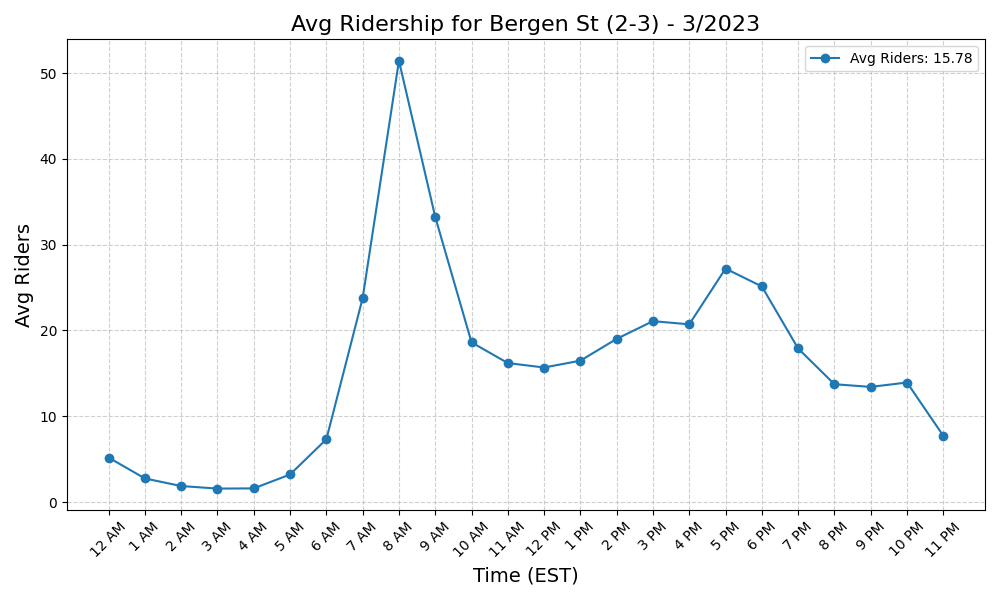 Avg Ridership for Bergen St (2-3) - 3/2023
Avg Riders: 15.78
Avg Riders
50
40
30
20
10
0
12 AM
1 AM
2 AM
3 AM
4 AM
5 AM
6 AM
7 AM
8 AM
9 AM
10 AM
11 AM
12 PM
1 PM
2 PM
3 PM
4 PM
5 PM
6 PM
7 PM
8 PM
9 PM
10 PM
11 PM
Time (EST)